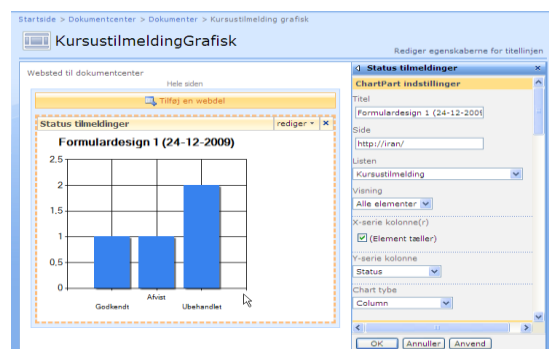 Startside > Dokumentcenter > Dokumenter > Kursustilmelding grafisk
KursustilmeldingGrafisk
Rediger egenskaberne for titellinjen
Websted til dokumentcenter
Hele siden
Tilføj en webdel
Status tilmeldinger
rediger
Formulardesign 1 (24-12-2009)
2,5
2
1,5
1
0,5
0
Godkendt
Afvist
Ubehandlet
Status tilmeldinger
ChartPart indstillinger
Titel
Formulardesign 1 (24-12-200
Side
http://iran/
Listen
Kursustilmelding
Visning
Alle elementer
X-serie kolonne(r)
(Element tæller)
Y-serie kolonne
Status
Chart tybe
Column
OK
Annuller
Anvend